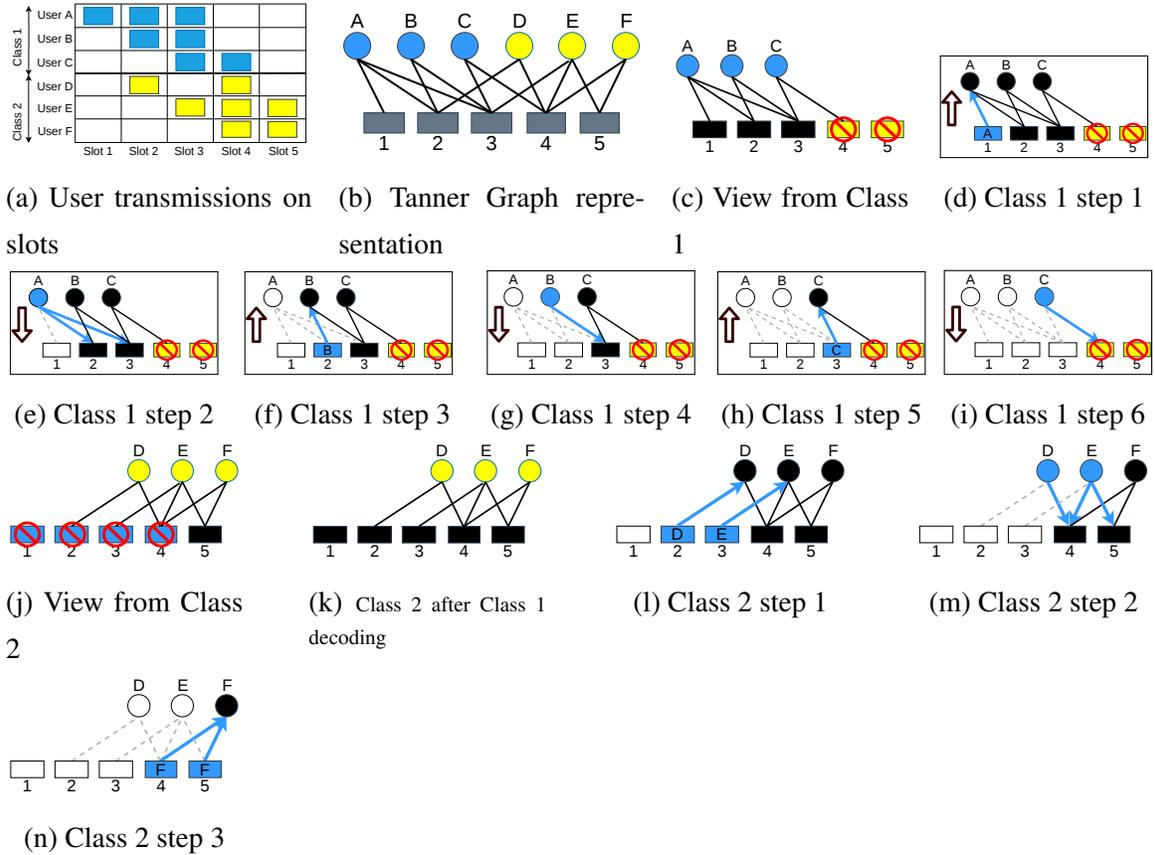 Class 1
Class 2
User A
User B
User C
User D
User E
User F
Slot 1 Slot 2 Slot 3 Slot 4 Slot 5
A B C D E F
1 2 3 4 5
A B C
1 2 3 4 5
A B C
A
1 2 3 4 5
(a) User transmissions on
slots
(b) Tanner Graph repre-
sentation
(c) View from Class
1
(d) Class 1 step 1
A B C
1 2 3 4 5
A B C
B
1 2 3 4 5
A B C
1 2 3 4 5
A B C
C
1 2 3 4 5
A B C
1 2 3 4 5
(e) Class 1 step 2
(f) Class 1 step 3
(g) Class 1 step 4
(h) Class 1 step 5
(i) Class 1 step 6
D E F
1 2 3 4 5
D E F
1 2 3 4 5
D E F
D E
1 2 3 4 5
D E F
1 2 3 4 5
(j) View from Class
2
(k) Class 2 after Class 1
decoding
(l) Class 2 step 1
(m) Class 2 step 2
D E F
F F
1 2 3 4 5
(n) Class 2 step 3